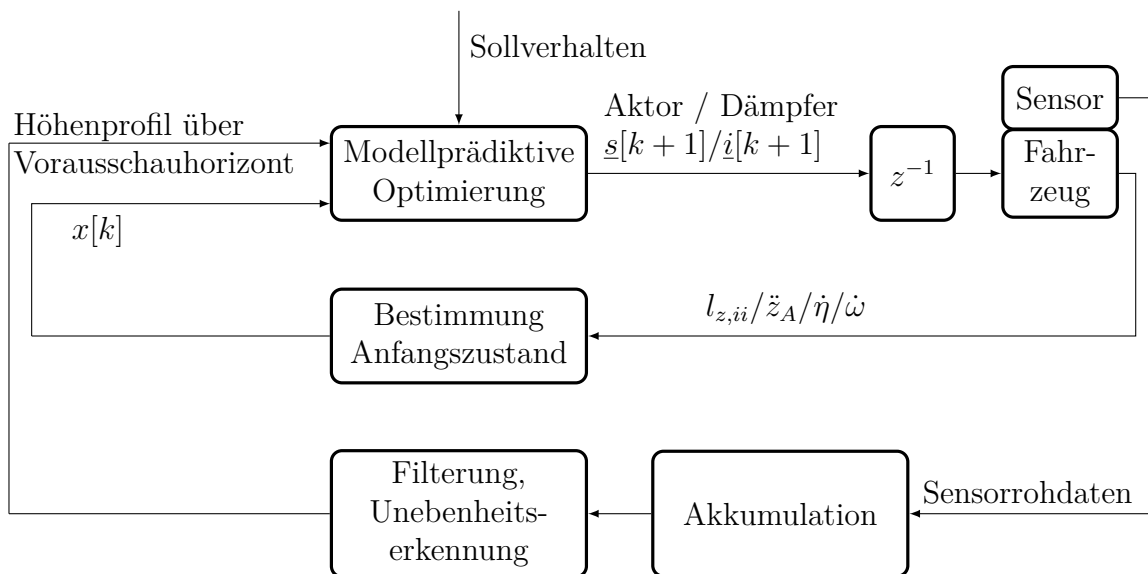 Sollverhalten
Sensor
Höhenprofil über
Vorausschauhorizont
Modellprädiktive
Optimierung
Aktor / Dämpfer
s[k + 1]/i[k + 1]
z⁻¹
Fahr-
zeug
x[k]
Bestimmung
Anfangszustand
l_{z,ii}/z̈_A/η̇/ω̇
Filterung,
Unebenheits-
erkennung
Akkumulation
Sensorrohdaten